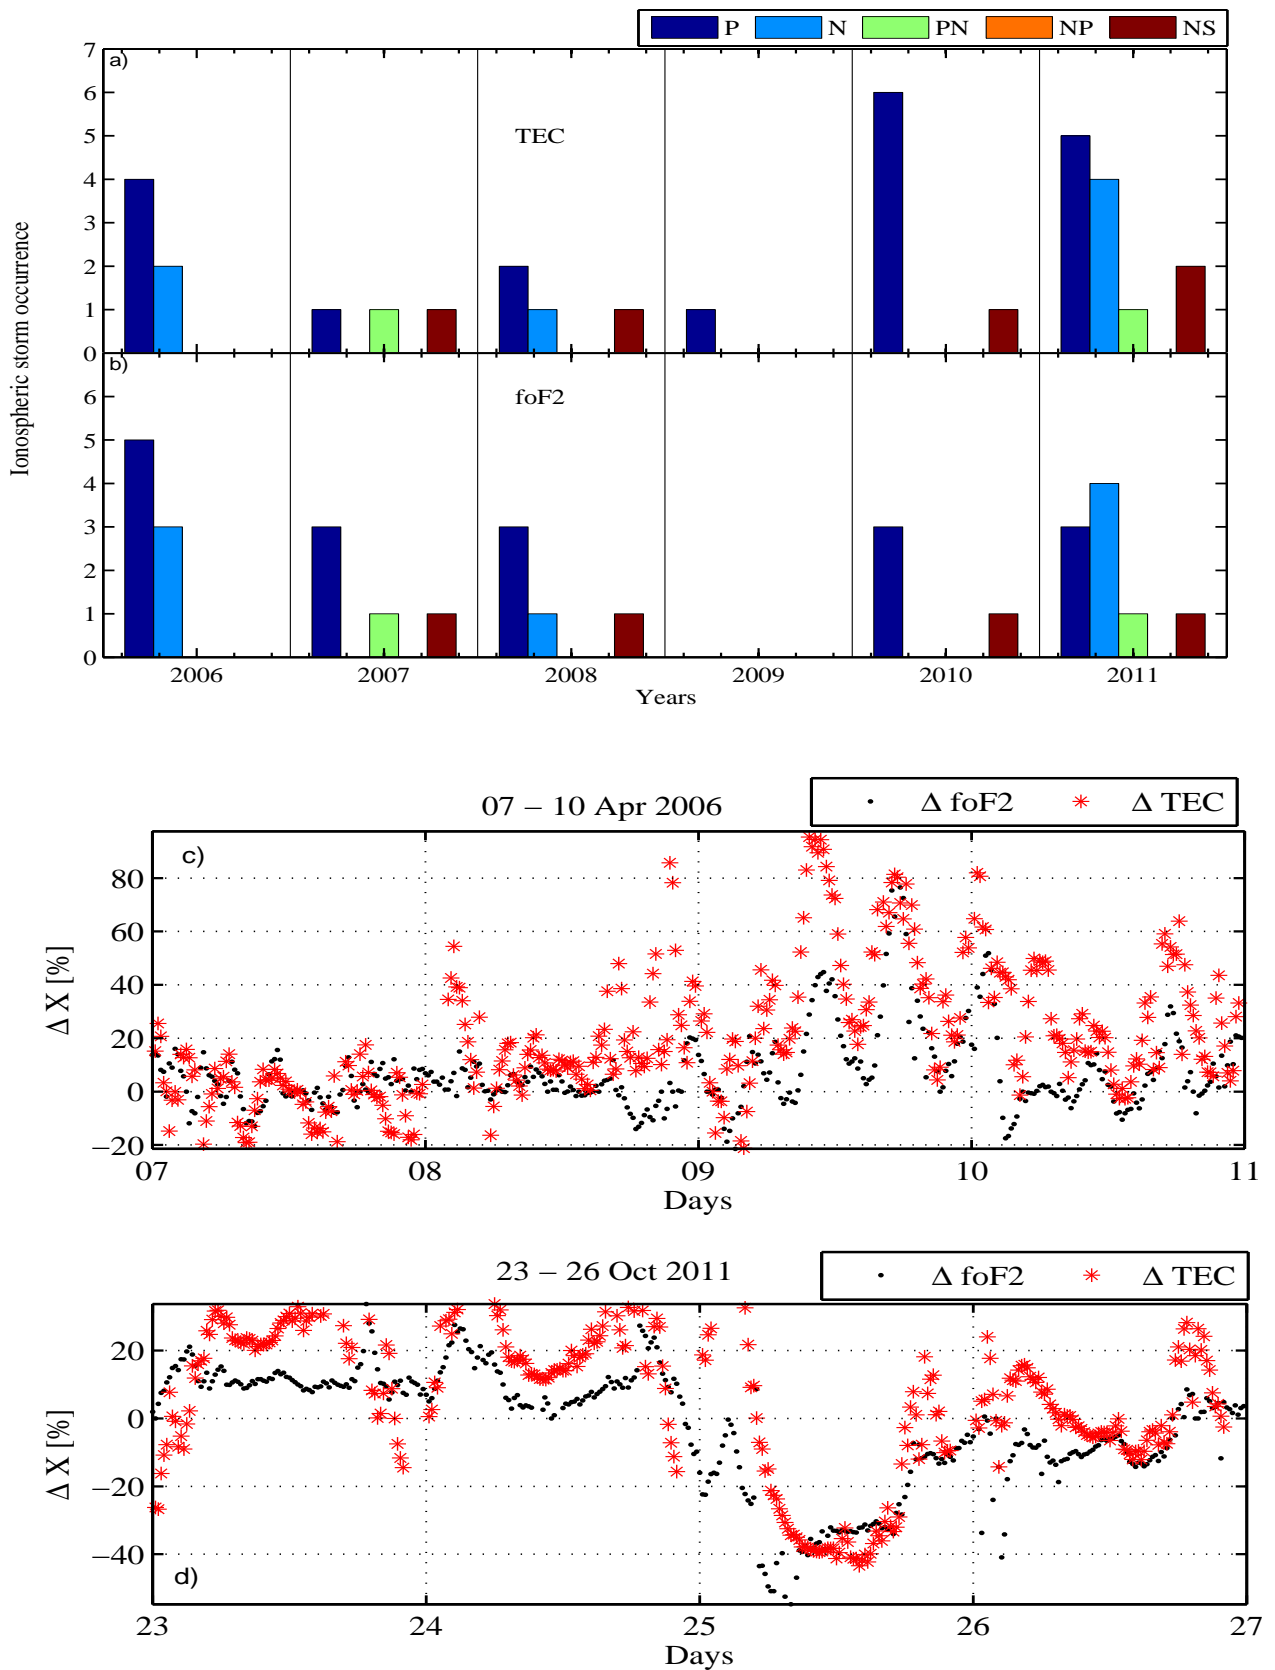 P N PN NP NS
a)
7
6
5
4
3
2
1
0
TEC
Ionospheric storm occurrence
b)
6
5
4
3
2
1
0
foF2
2006 2007 2008 2009 2010 2011
Years
07 – 10 Apr 2006
Δ foF2 Δ TEC
c)
80
60
40
20
0
−20
Δ X [%]
07 08 09 10 11
Days
23 – 26 Oct 2011
Δ foF2 Δ TEC
20
0
−20
−40
Δ X [%]
d)
23 24 25 26 27
Days